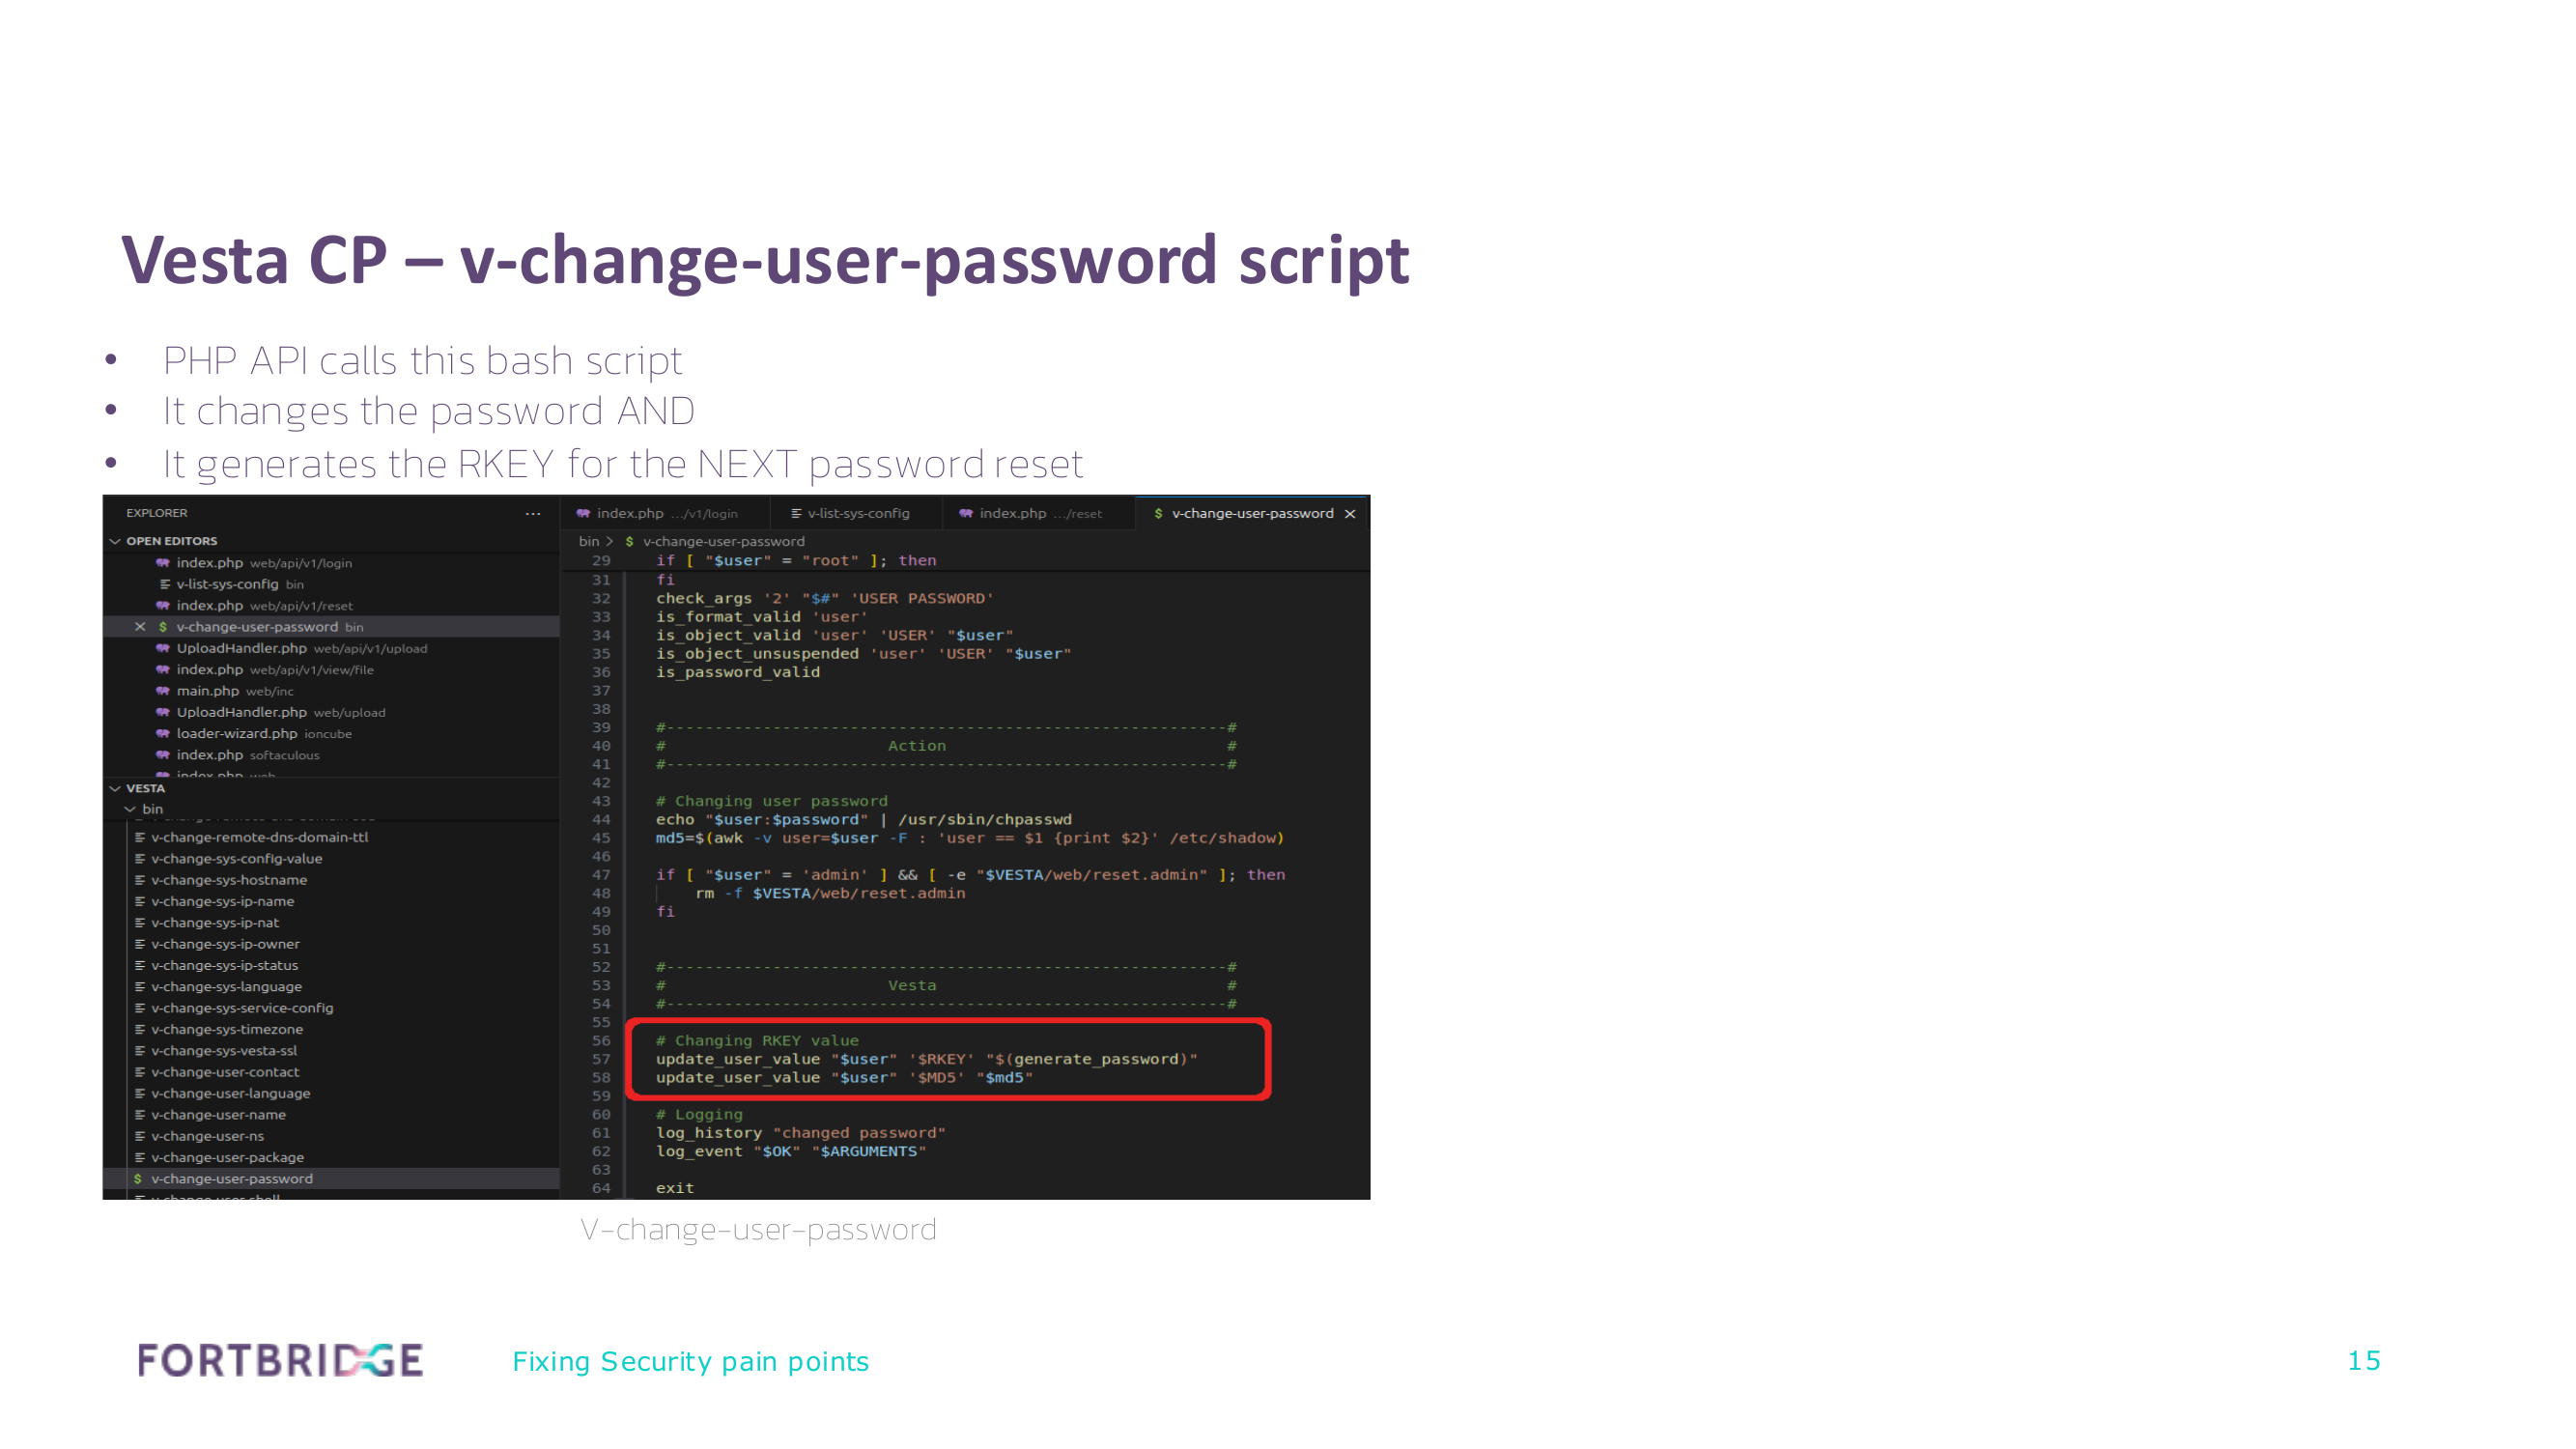 Vesta CP – v-change-user-password script
• PHP API calls this bash script
• It changes the password AND
• It generates the RKEY for the NEXT password reset
EXPLORER ...
OPEN EDITORS
index.php web/api/v1/login
v-list-sys-config bin
index.php web/api/v1/reset
v-change-user-password bin
UploadHandler.php web/api/v1/upload
index.php web/api/v1/view/file
main.php web/inc
UploadHandler.php web/upload
loader-wizard.php ioncube
index.php softaculous
index.php web
VESTA
bin
v-change-remote-dns-domain-ttl
v-change-sys-config-value
v-change-sys-hostname
v-change-sys-ip-name
v-change-sys-ip-nat
v-change-sys-ip-owner
v-change-sys-ip-status
v-change-sys-language
v-change-sys-service-config
v-change-sys-timezone
v-change-sys-vesta-ssl
v-change-user-contact
v-change-user-language
v-change-user-name
v-change-user-ns
v-change-user-package
$ v-change-user-password
v-change-user-shell
index.php .../v1/login v-list-sys-config index.php .../reset $ v-change-user-password
bin > $ v-change-user-password
29 if [ "$user" = "root" ]; then
31 fi
32 check_args '2' "$#" 'USER PASSWORD'
33 is_format_valid 'user'
34 is_object_valid 'user' 'USER' "$user"
35 is_object_unsuspended 'user' 'USER' "$user"
36 is_password_valid
37
38
39 #----------------------------------------------------------#
40 # Action #
41 #----------------------------------------------------------#
42
43 # Changing user password
44 echo "$user:$password" | /usr/sbin/chpasswd
45 md5=$(awk -v user=$user -F : 'user == $1 {print $2}' /etc/shadow)
46
47 if [ "$user" = 'admin' ] && [ -e "$VESTA/web/reset.admin" ]; then
48 rm -f $VESTA/web/reset.admin
49 fi
50
51
52 #----------------------------------------------------------#
53 # Vesta #
54 #----------------------------------------------------------#
55
56 # Changing RKEY value
57 update_user_value "$user" '$RKEY' "$(generate_password)"
58 update_user_value "$user" '$MD5' "$md5"
59
60 # Logging
61 log_history "changed password"
62 log_event "$OK" "$ARGUMENTS"
63
64 exit
V-change-user-password
FORTBRIDGE
Fixing Security pain points
15